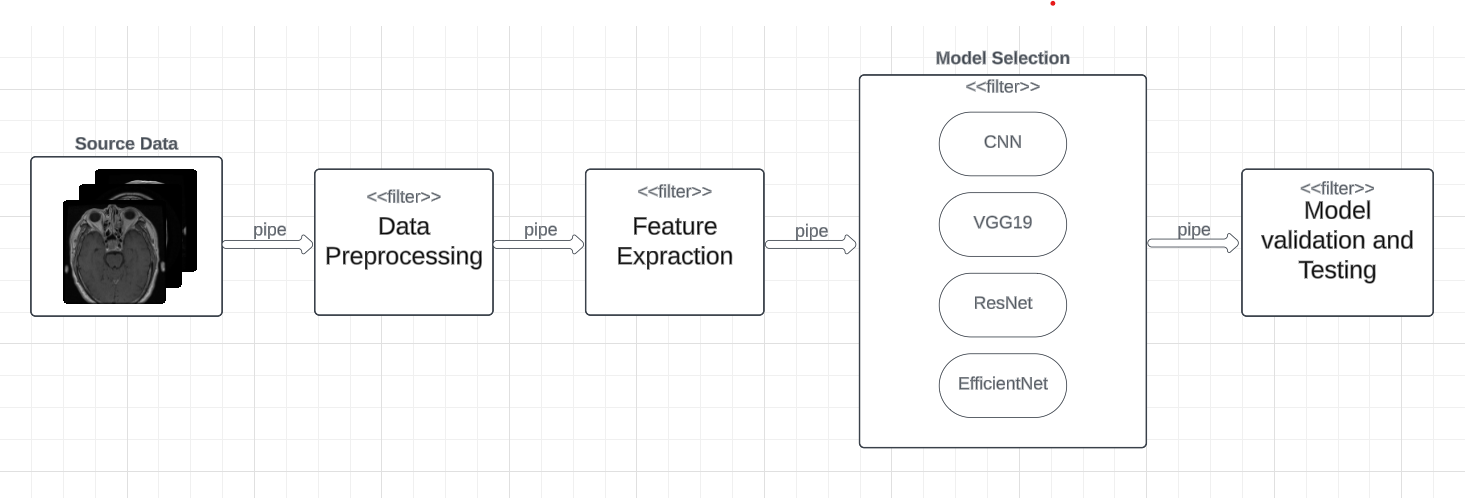 Source Data
pipe
<<filter>>
Data
Preprocessing
pipe
<<filter>>
Feature
Expraction
pipe
Model Selection
<<filter>>
CNN
VGG19
ResNet
EfficientNet
pipe
<<filter>>
Model
validation and
Testing